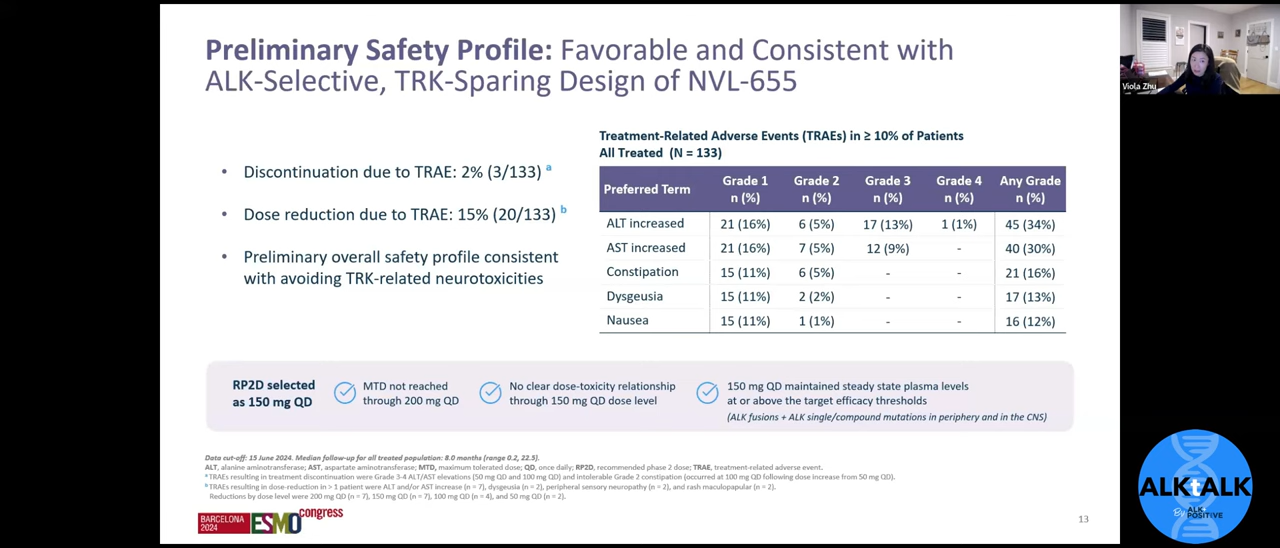 Preliminary Safety Profile: Favorable and Consistent with
ALK-Selective, TRK-Sparing Design of NVL-655
Viola Zhu
• Discontinuation due to TRAE: 2% (3/133) a
• Dose reduction due to TRAE: 15% (20/133) b
• Preliminary overall safety profile consistent
with avoiding TRK-related neurotoxicities
Treatment-Related Adverse Events (TRAEs) in ≥ 10% of Patients
All Treated (N = 133)
Preferred Term Grade 1 n (%) Grade 2 n (%) Grade 3 n (%) Grade 4 n (%) Any Grade n (%)
ALT increased 21 (16%) 6 (5%) 17 (13%) 1 (1%) 45 (34%)
AST increased 21 (16%) 7 (5%) 12 (9%) - 40 (30%)
Constipation 15 (11%) 6 (5%) - - 21 (16%)
Dysgeusia 15 (11%) 2 (2%) - - 17 (13%)
Nausea 15 (11%) 1 (1%) - - 16 (12%)
RP2D selected
as 150 mg QD
MTD not reached
through 200 mg QD
No clear dose-toxicity relationship
through 150 mg QD dose level
150 mg QD maintained steady state plasma levels
at or above the target efficacy thresholds
(ALK fusions + ALK single/compound mutations in periphery and in the CNS)
Data cut-off: 15 June 2024. Median follow-up for all treated population: 8.0 months (range 0.2, 22.5).
ALT, alanine aminotransferase; AST, aspartate aminotransferase; MTD, maximum tolerated dose; QD, once daily; RP2D, recommended phase 2 dose; TRAE, treatment-related adverse event.
a TRAEs resulting in treatment discontinuation were Grade 3-4 ALT/AST elevations (50 mg QD and 100 mg QD) and intolerable Grade 2 constipation (occurred at 100 mg QD following dose increase from 50 mg QD).
b TRAEs resulting in dose-reduction in > 1 patient were ALT and/or AST increase (n = 7), dysgeusia (n = 2), peripheral sensory neuropathy (n = 2), and rash maculopapular (n = 2).
Reductions by dose level were 200 mg QD (n = 7), 150 mg QD (n = 7), 100 mg QD (n = 4), and 50 mg QD (n = 2).
BARCELONA
2024
ESMO congress
13
ALKtALK
By ALK
POSITIVE